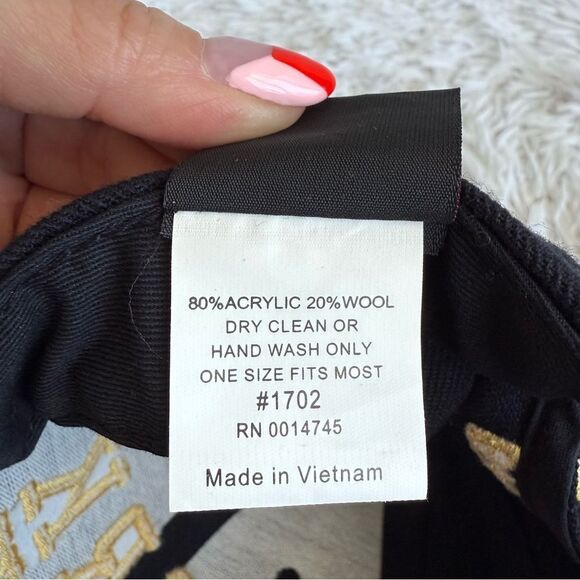 80%ACRYLIC 20%WOOL
DRY CLEAN OR
HAND WASH ONLY
ONE SIZE FITS MOST
#1702
RN 0014745
Made in Vietnam